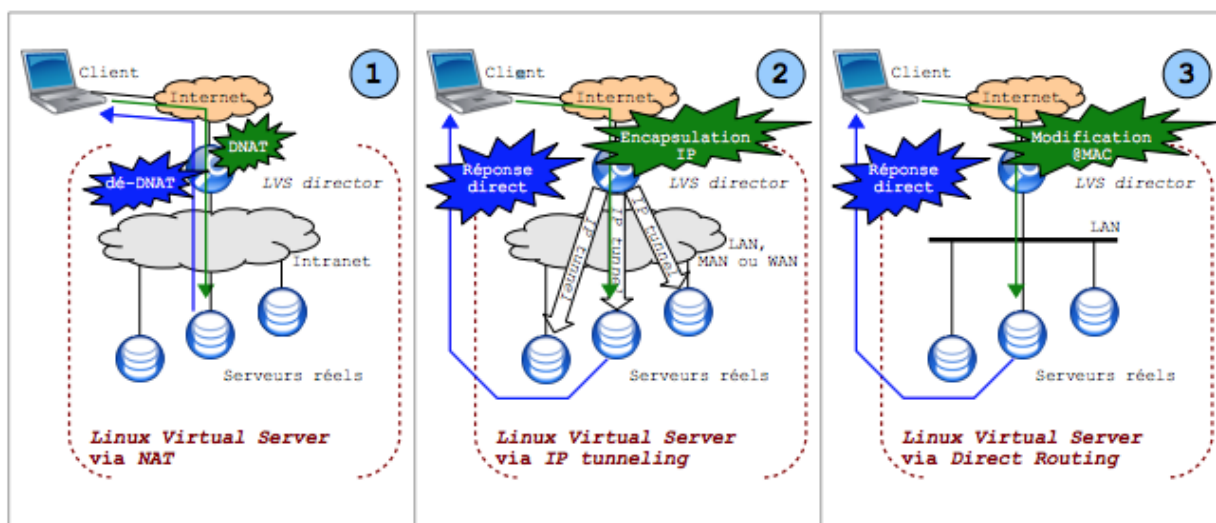 Client
1
Internet
DNAT
dé-DNAT
LVS director
Intranet
Serveurs réels
Linux Virtual Server
via NAT
Client
2
Internet
Encapsulation
IP
Réponse
direct
LVS director
IP tunnel
IP tunnel
IP tunnel
LAN,
MAN ou WAN
Serveurs réels
Linux Virtual Server
via IP tunneling
Client
3
Internet
Modification
@MAC
Réponse
direct
LVS director
LAN
Serveurs réels
Linux Virtual Server
via Direct Routing